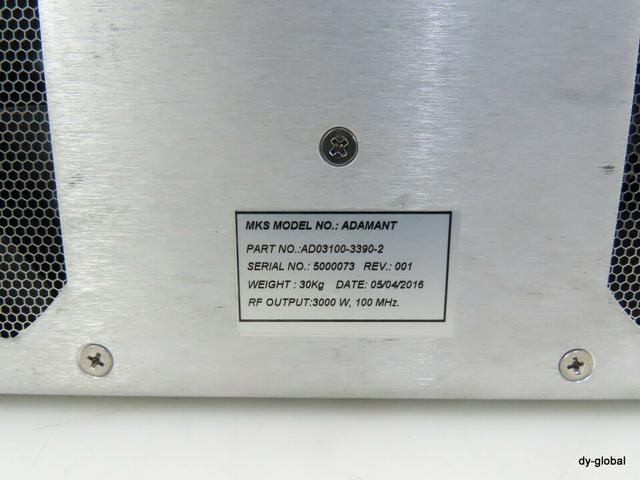 MKS MODEL NO.: ADAMANT
PART NO.:AD03100-3390-2
SERIAL NO.: 5000073 REV.: 001
WEIGHT : 30Kg DATE: 05/04/2016
RF OUTPUT:3000 W, 100 MHz.
dy-global